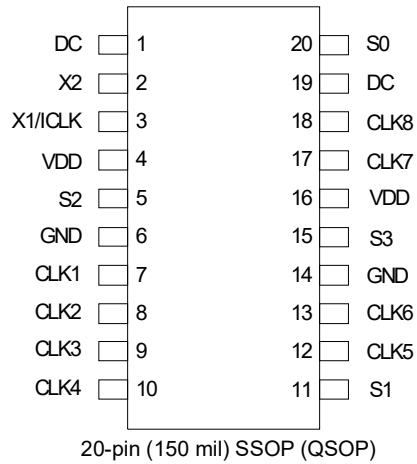 DC 1 20 S0
X2 2 19 DC
X1/ICLK 3 18 CLK8
VDD 4 17 CLK7
S2 5 16 VDD
GND 6 15 S3
CLK1 7 14 GND
CLK2 8 13 CLK6
CLK3 9 12 CLK5
CLK4 10 11 S1
20-pin (150 mil) SSOP (QSOP)